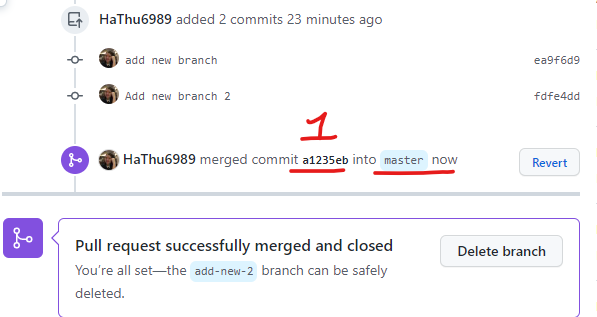 HaThu6989 added 2 commits 23 minutes ago
add new branch ea9f6d9
Add new branch 2 fdfe4dd
1
HaThu6989 merged commit a1235eb into master now Revert
Pull request successfully merged and closed
You're all set—the add-new-2 branch can be safely
deleted.
Delete branch